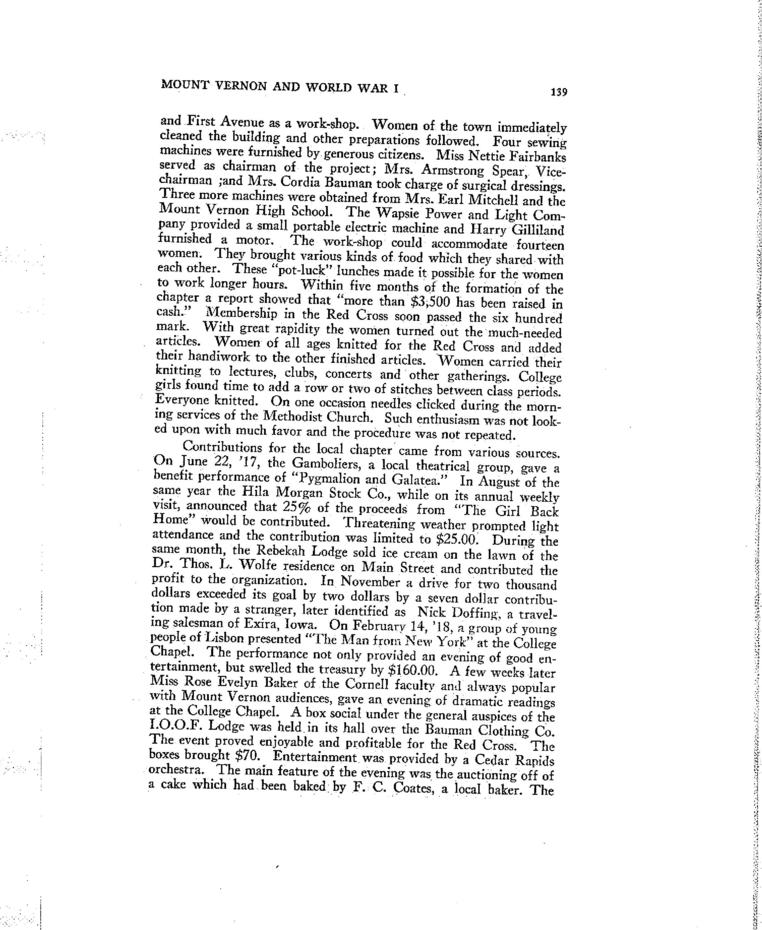 MOUNT VERNON AND WORLD WAR I 139
and First Avenue as a work-shop. Women of the town immediately
cleaned the building and other preparations followed. Four sewing
machines were furnished by generous citizens. Miss Nettie Fairbanks
served as chairman of the project; Mrs. Armstrong Spear, Vice-
chairman ;and Mrs. Cordia Bauman took charge of surgical dressings.
Three more machines were obtained from Mrs. Earl Mitchell and the
Mount Vernon High School. The Wapsie Power and Light Com-
pany provided a small portable electric machine and Harry Gilliland
furnished a motor. The work-shop could accommodate fourteen
women. They brought various kinds of food which they shared with
each other. These "pot-luck" lunches made it possible for the women
to work longer hours. Within five months of the formation of the
chapter a report showed that "more than $3,500 has been raised in
cash." Membership in the Red Cross soon passed the six hundred
mark. With great rapidity the women turned out the much-needed
articles. Women of all ages knitted for the Red Cross and added
their handiwork to the other finished articles. Women carried their
knitting to lectures, clubs, concerts and other gatherings. College
girls found time to add a row or two of stitches between class periods.
Everyone knitted. On one occasion needles clicked during the morn-
ing services of the Methodist Church. Such enthusiasm was not look-
ed upon with much favor and the procedure was not repeated.
Contributions for the local chapter came from various sources.
On June 22, '17, the Gamboliers, a local theatrical group, gave a
benefit performance of "Pygmalion and Galatea." In August of the
same year the Hila Morgan Stock Co., while on its annual weekly
visit, announced that 25% of the proceeds from "The Girl Back
Home" would be contributed. Threatening weather prompted light
attendance and the contribution was limited to $25.00. During the
same month, the Rebekah Lodge sold ice cream on the lawn of the
Dr. Thos. L. Wolfe residence on Main Street and contributed the
profit to the organization. In November a drive for two thousand
dollars exceeded its goal by two dollars by a seven dollar contribu-
tion made by a stranger, later identified as Nick Doffing, a travel-
ing salesman of Exira, Iowa. On February 14, '18, a group of young
people of Lisbon presented "The Man from New York" at the College
Chapel. The performance not only provided an evening of good en-
tertainment, but swelled the treasury by $160.00. A few weeks later
Miss Rose Evelyn Baker of the Cornell faculty and always popular
with Mount Vernon audiences, gave an evening of dramatic readings
at the College Chapel. A box social under the general auspices of the
I.O.O.F. Lodge was held in its hall over the Bauman Clothing Co.
The event proved enjoyable and profitable for the Red Cross. The
boxes brought $70. Entertainment was provided by a Cedar Rapids
orchestra. The main feature of the evening was the auctioning off of
a cake which had been baked by F. C. Coates, a local baker. The